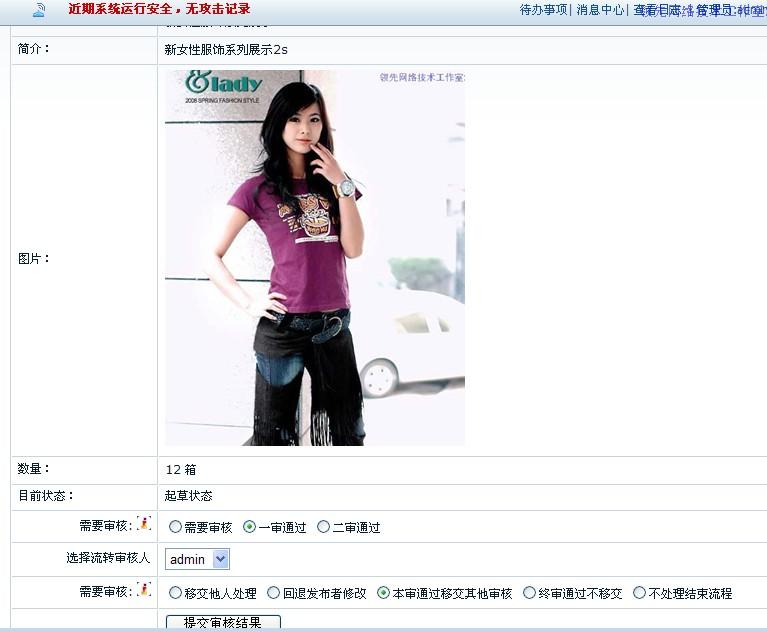 近期系统运行安全，无攻击记录
待办事项| 消息中心| 查看日志| 管理员
简介：
新女性服饰系列展示2s
&lady
2008 SPRING FASHION STYLE
领先网络技术工作室
图片：
数量：
12 箱
目前状态：
起草状态
需要审核:
需要审核 一审通过 二审通过
选择流转审核人
admin
需要审核:
移交他人处理 回退发布者修改 本审通过移交其他审核 终审通过不移交 不处理结束流程
提交审核结果